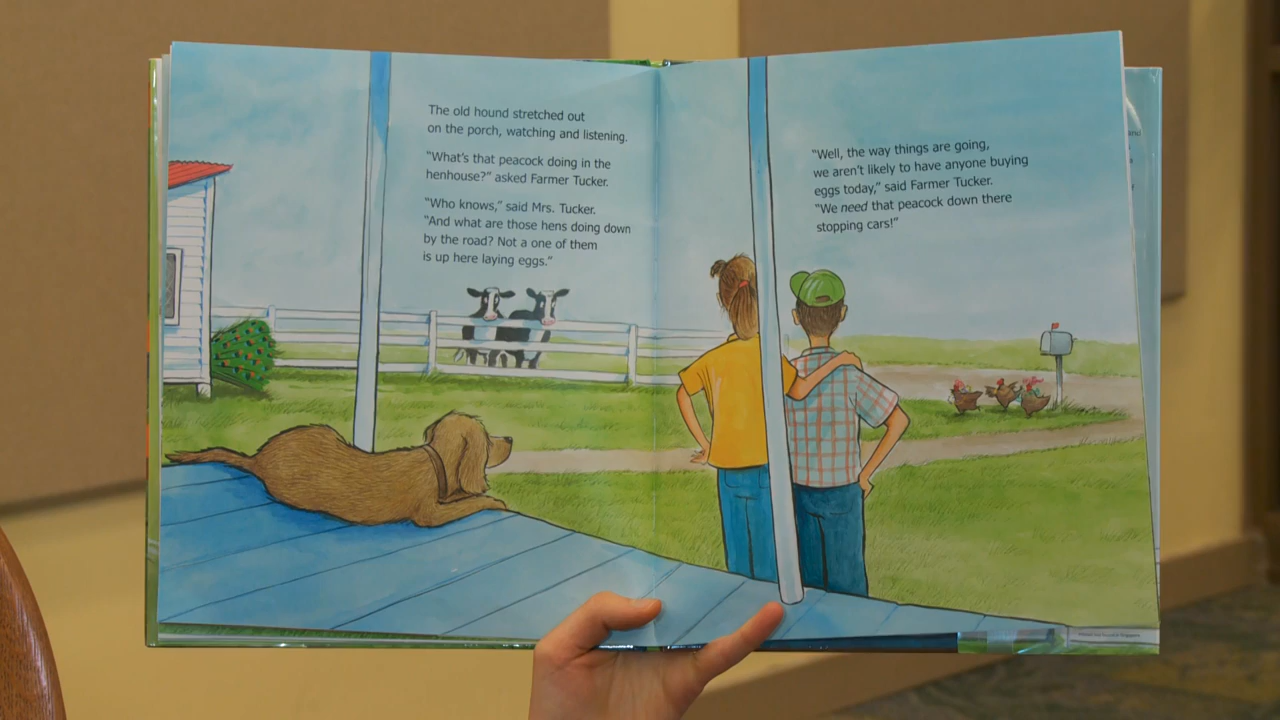 The old hound stretched out
on the porch, watching and listening.
"What's that peacock doing in the
henhouse?" asked Farmer Tucker.
"Who knows," said Mrs. Tucker.
"And what are those hens doing down
by the road? Not a one of them
is up here laying eggs."
"Well, the way things are going,
we aren't likely to have anyone buying
eggs today," said Farmer Tucker.
"We need that peacock down there
stopping cars!"
and